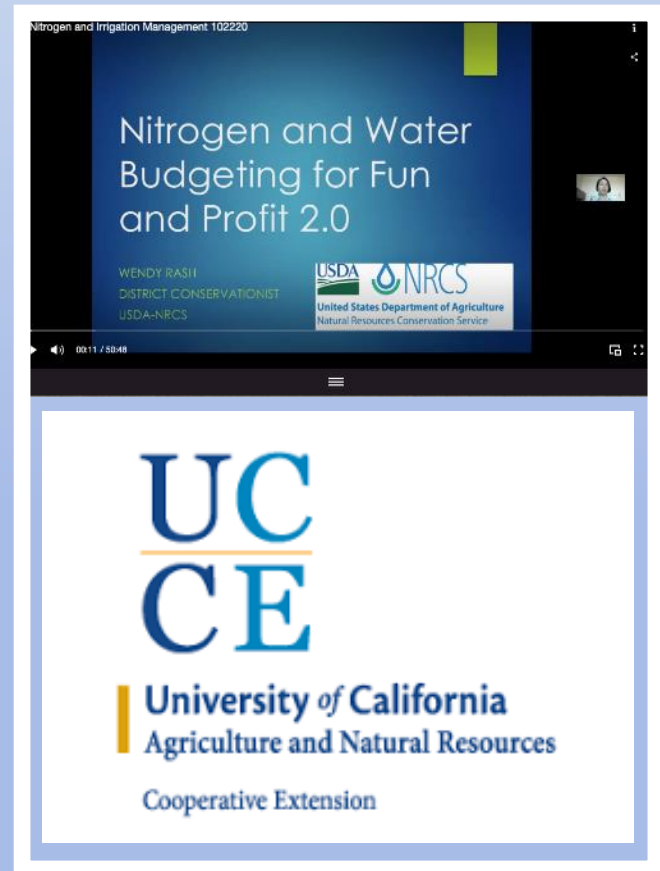 Nitrogen and Irrigation Management 102220
Nitrogen and Water
Budgeting for Fun
and Profit 2.0
WENDY RASH
DISTRICT CONSERVATIONIST
USDA-NRCS
USDA NRCS
United States Department of Agriculture
Natural Resources Conservation Service
00:11 / 50:48
UC
CE
University of California
Agriculture and Natural Resources
Cooperative Extension